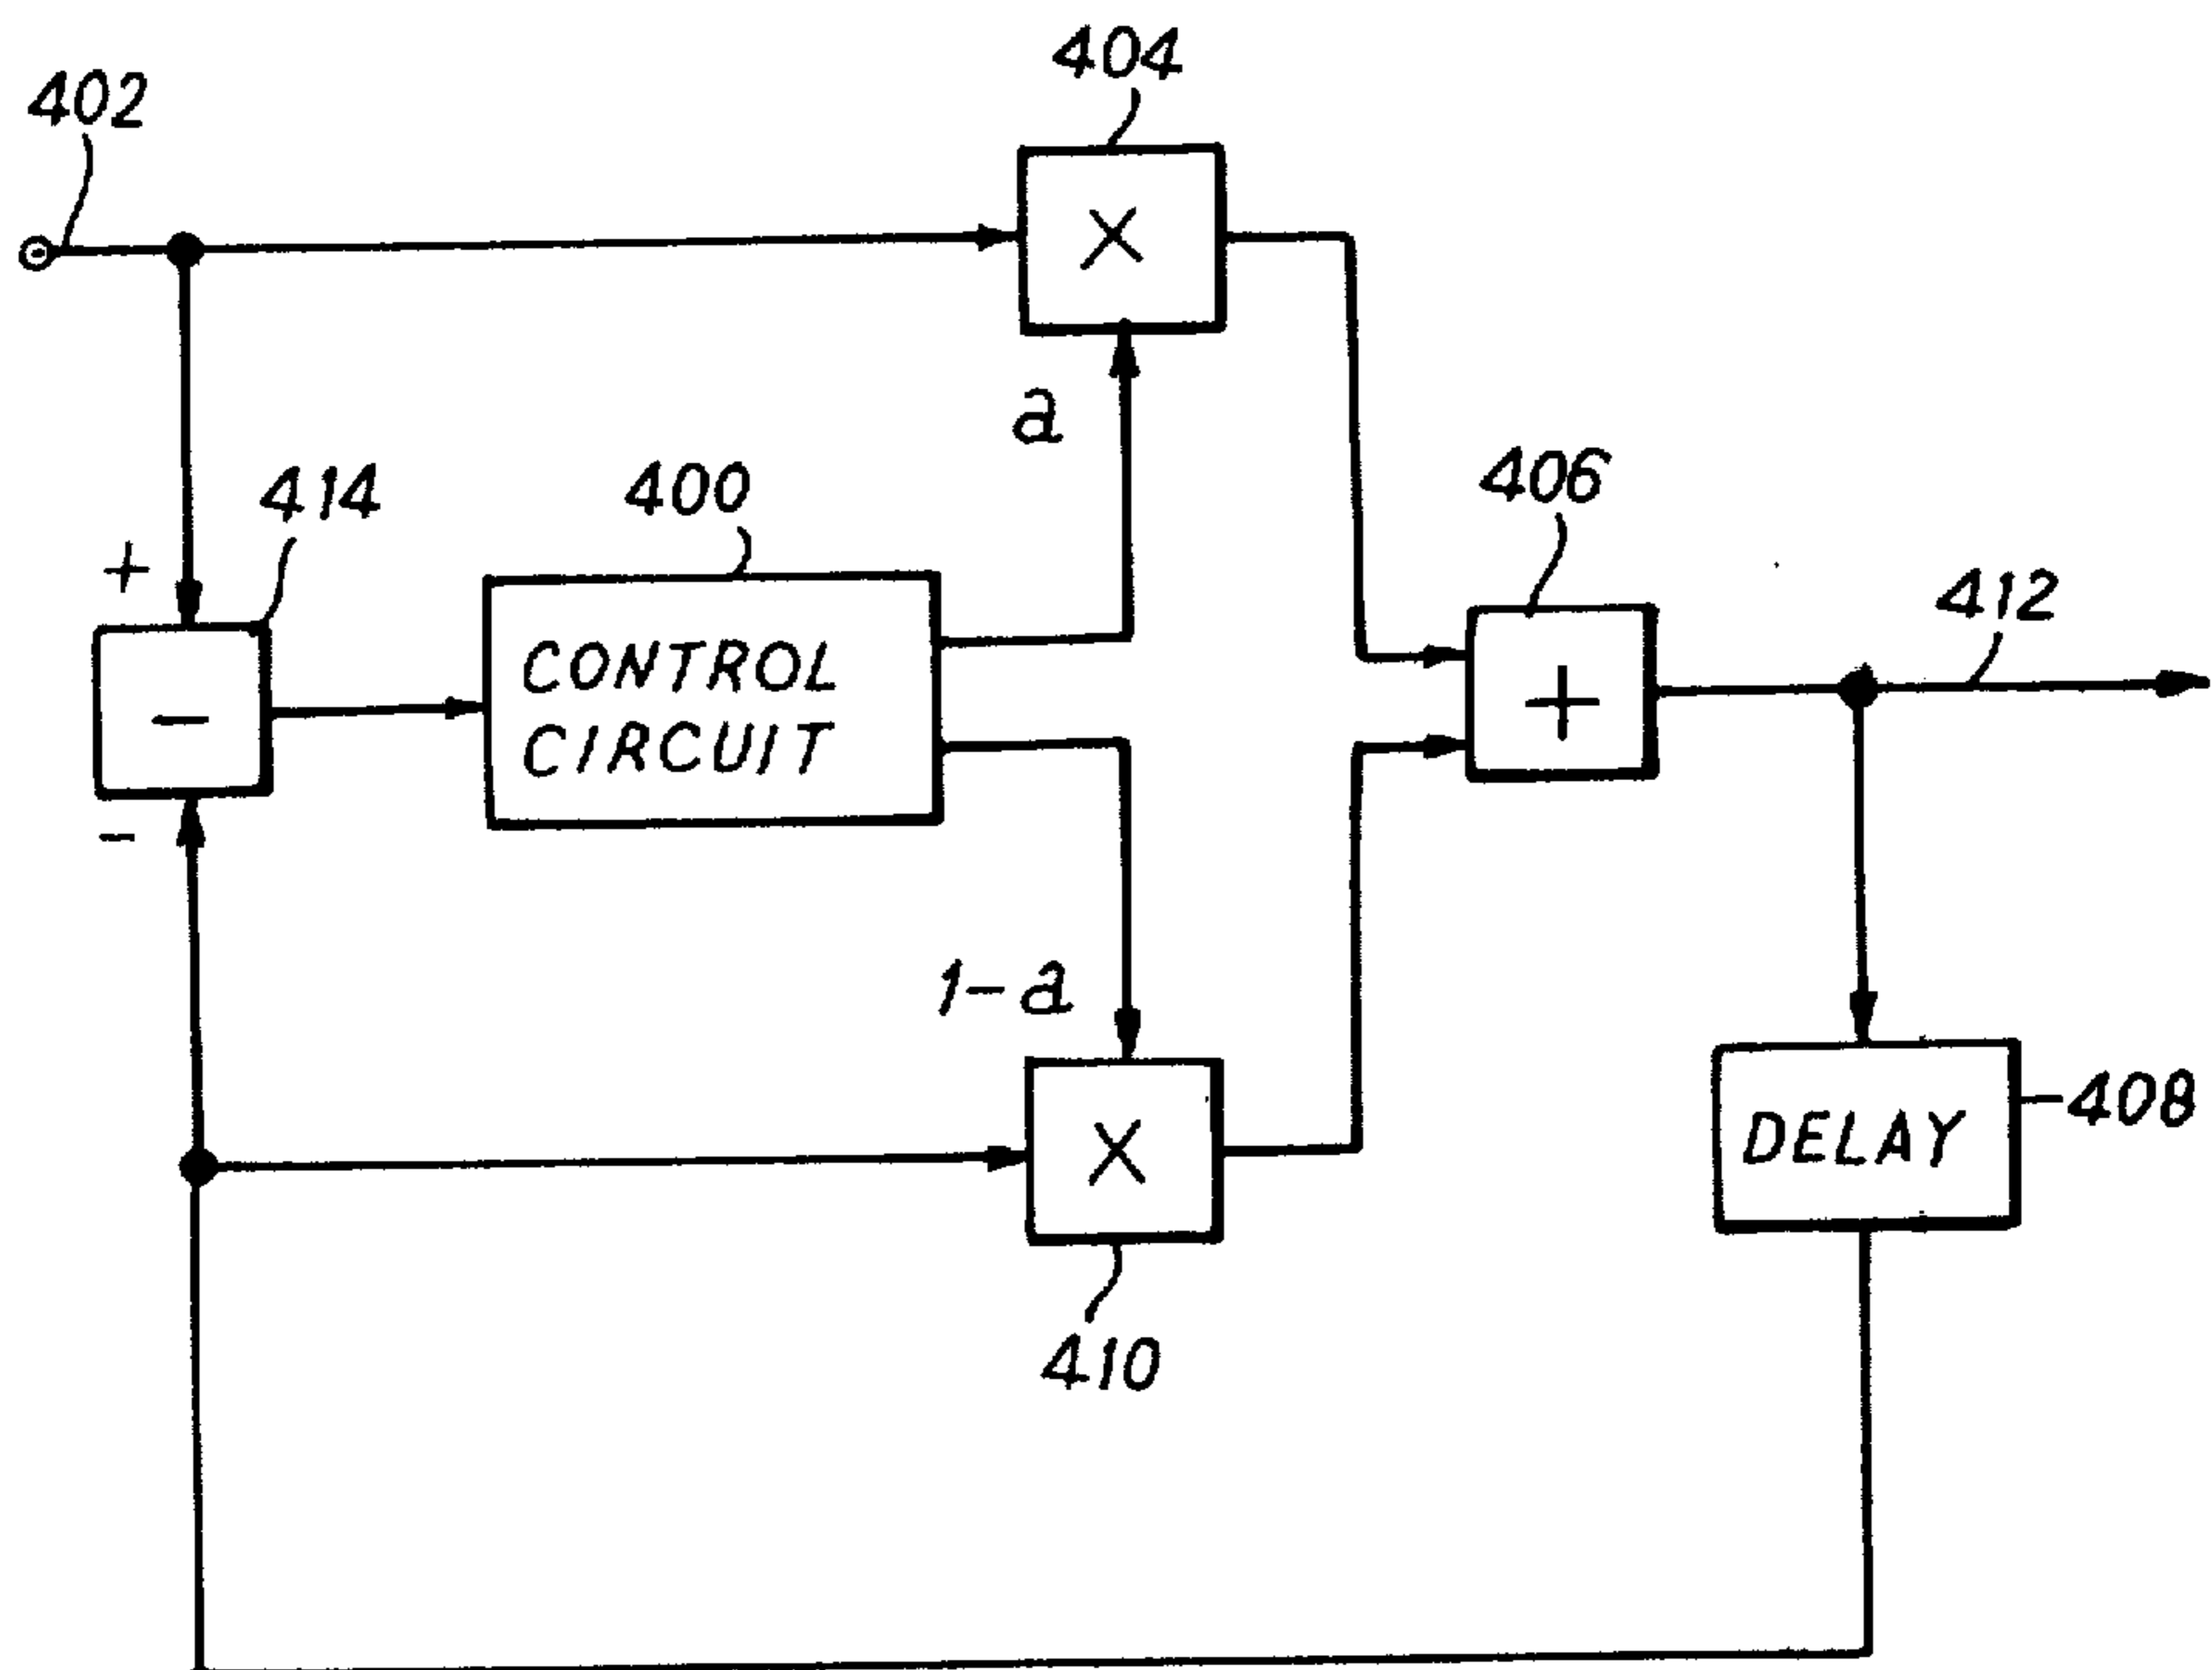 404
402
×
a
414
400
406
+
412
CONTROL
CIRCUIT
−
+
−
1-a
408
DELAY
×
410